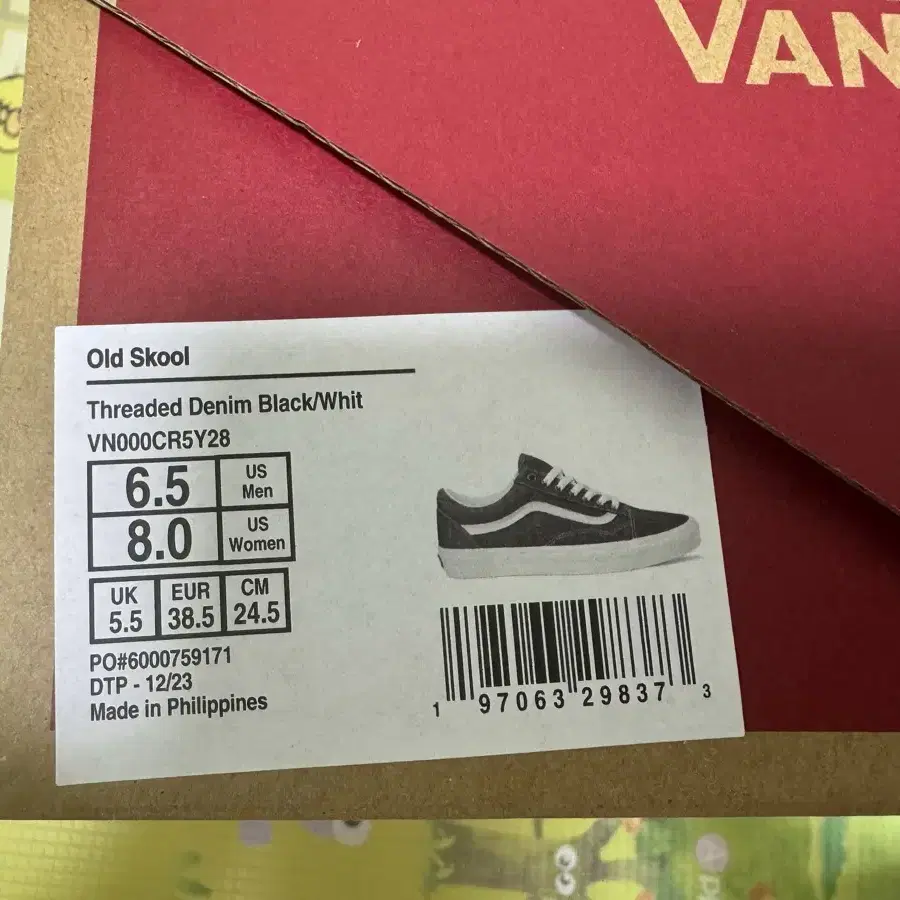 VAN
Old Skool
Threaded Denim Black/Whit
VN000CR5Y28
6.5 US Men
8.0 US Women
UK EUR CM
5.5 38.5 24.5
PO#6000759171
DTP - 12/23
Made in Philippines
1 97063 29837 3